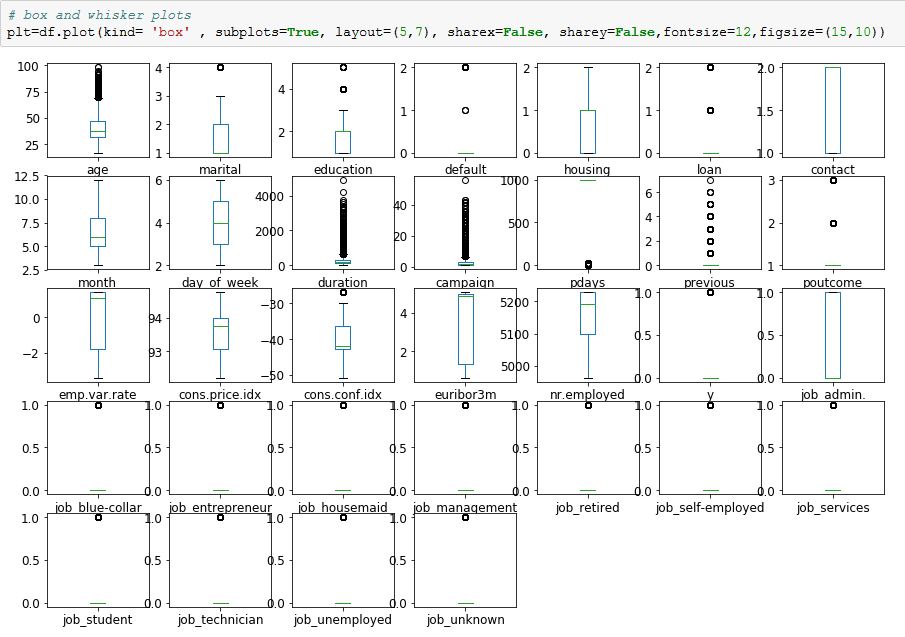 # box and whisker plots
plt=df.plot(kind= 'box' , subplots=True, layout=(5,7), sharex=False, sharey=False,fontsize=12,figsize=(15,10))
100 75 50 25
4 3 2 1
4 2
2 1 0
2 1 0
2 1 0
2.0 1.5 1.0
age marital education default housing loan contact
12.5 10.0 7.5 5.0 2.5
6 4 2
4000 2000 0
40 20 0
1000 500 0
6 4 2 0
3 2 1
month day_of_week duration campaign pdays previous poutcome
0 −2
94 93
−30 −40 −50
4 2
5200 5100 5000
1.0 0.5 0.0
1.0 0.5 0.0
emp.var.rate cons.price.idx cons.conf.idx euribor3m nr.employed y job_admin.
1.0 0.5 0.0
1.0 0.5 0.0
1.0 0.5 0.0
1.0 0.5 0.0
1.0 0.5 0.0
1.0 0.5 0.0
1.0 0.5 0.0
job_blue-collar job_entrepreneur job_housemaid job_management job_retired job_self-employed job_services
1.0 0.5 0.0
1.0 0.5 0.0
1.0 0.5 0.0
1.0 0.5 0.0
job_student job_technician job_unemployed job_unknown